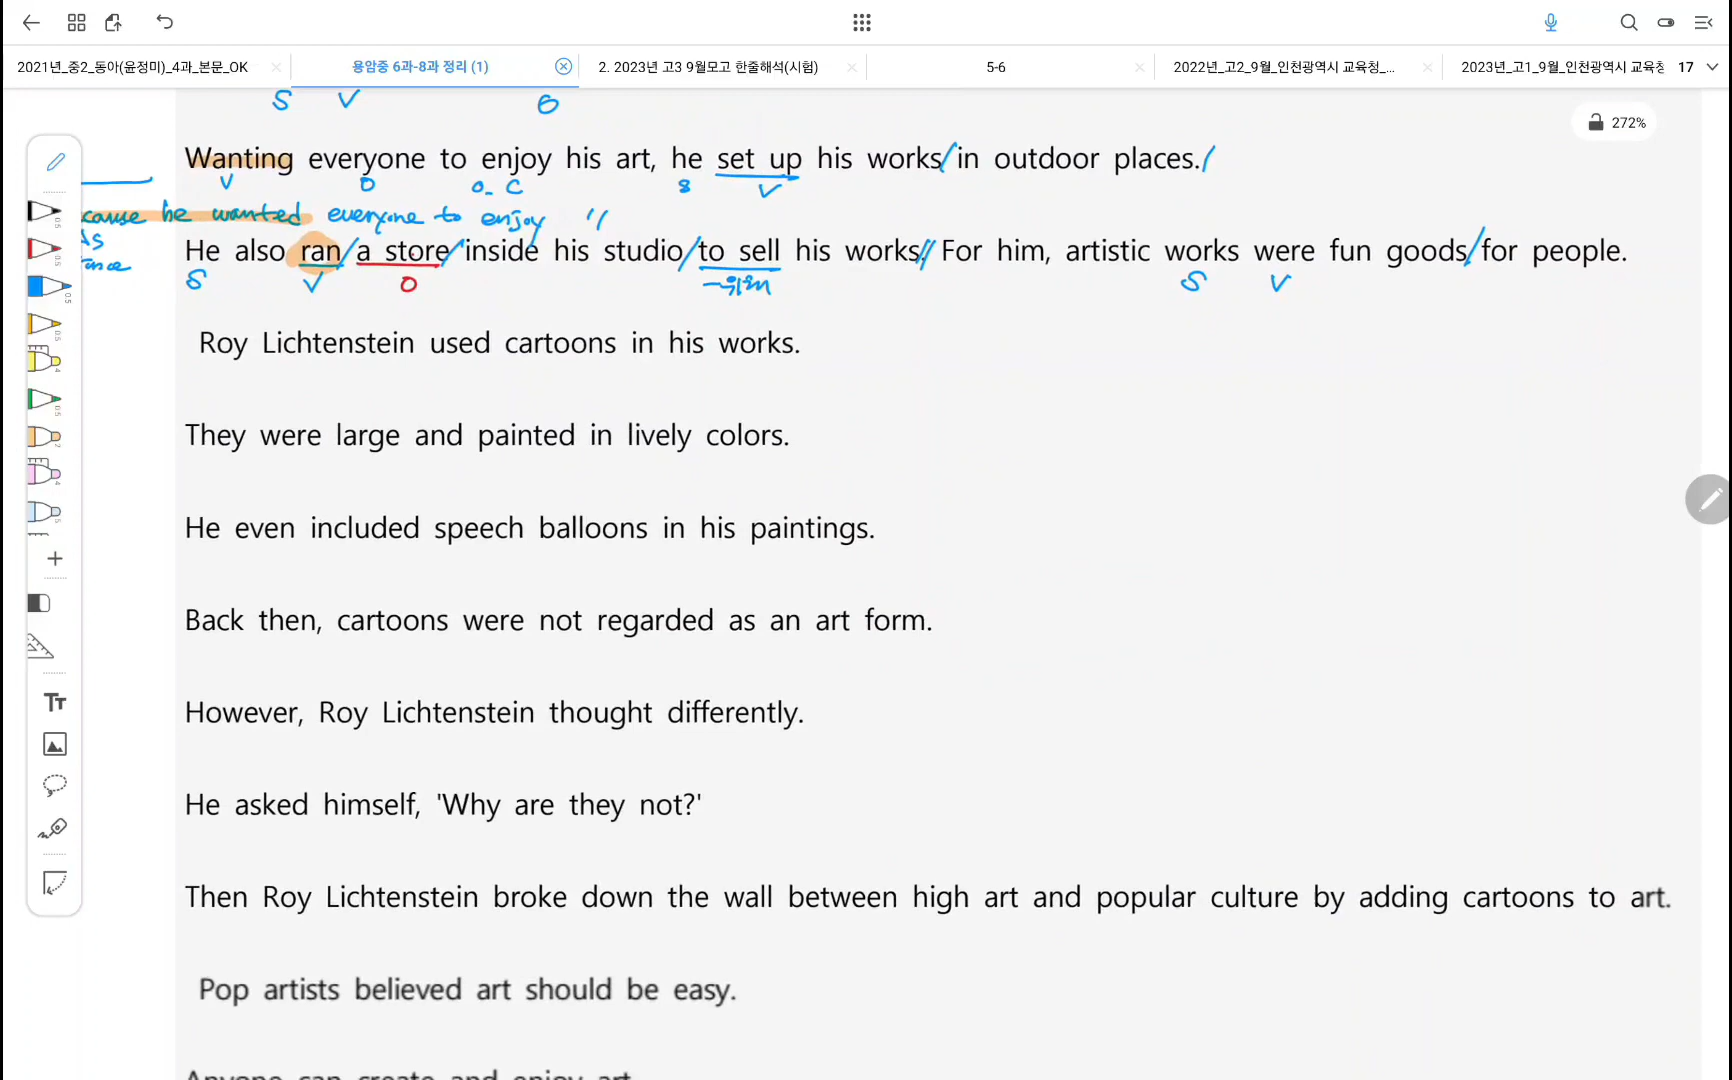 2021년_중2_동아(윤정미)_4과_본문_OK
용암중 6과-8과 정리 (1)
2. 2023년 고3 9월모고 한줄해석(시험)
5-6
2022년_고2_9월_인천광역시 교육청_...
2023년_고1_9월_인천광역시 교육청
17
272%
S V O
Wanting everyone to enjoy his art, he set up his works/in outdoor places./
V O O.C S V
cause he wanted everyone to enjoy "
He also ran/a store/inside his studio/to sell his works.// For him, artistic works were fun goods/for people.
S V O ~위해 S V
Roy Lichtenstein used cartoons in his works.
They were large and painted in lively colors.
He even included speech balloons in his paintings.
Back then, cartoons were not regarded as an art form.
However, Roy Lichtenstein thought differently.
He asked himself, 'Why are they not?'
Then Roy Lichtenstein broke down the wall between high art and popular culture by adding cartoons to art.
Pop artists believed art should be easy.
Anyone can create and enjoy art.
Tт